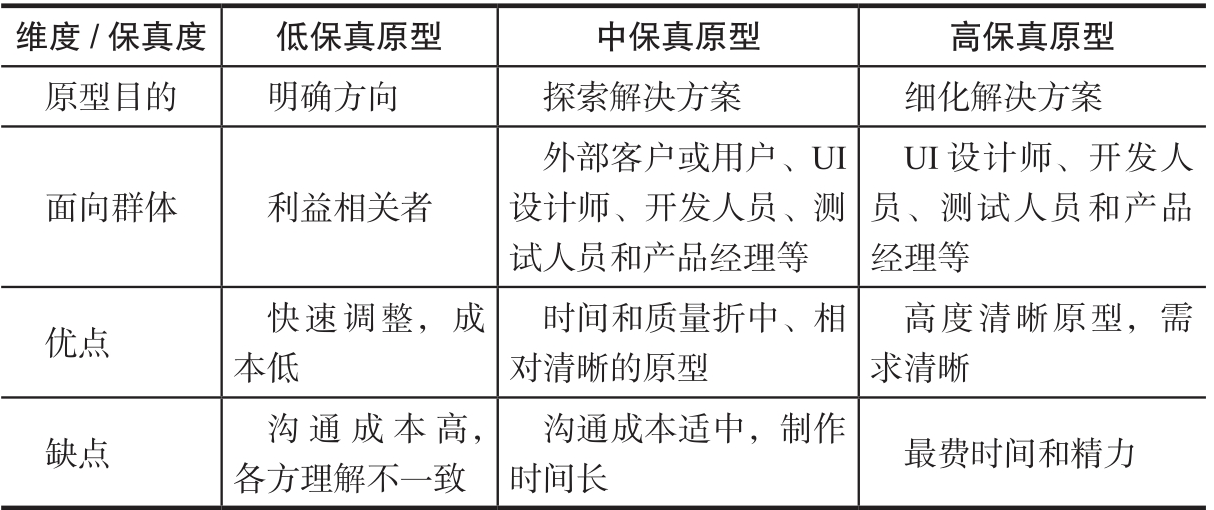 维度 / 保真度 低保真原型 中保真原型 高保真原型
原型目的 明确方向 探索解决方案 细化解决方案
面向群体 利益相关者
外部客户或用户、UI
设计师、开发人员、测
试人员和产品经理等
UI 设计师、开发人
员、测试人员和产品
经理等
优点
快速调整，成
本低
时间和质量折中、相
对清晰的原型
高度清晰原型，需
求清晰
缺点
沟通成本高，
各方理解不一致
沟通成本适中，制作
时间长
最费时间和精力